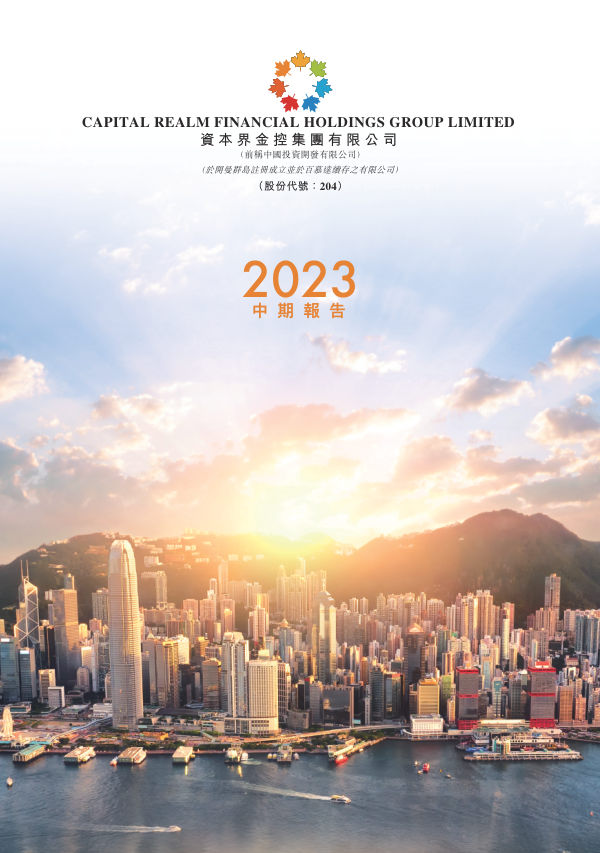 CAPITAL REALM FINANCIAL HOLDINGS GROUP LIMITED
資本界金控集團有限公司
(前稱中國投資開發有限公司)
(於開曼群島註冊成立並於百慕達續存之有限公司)
(股份代號：204)
2023
中期報告